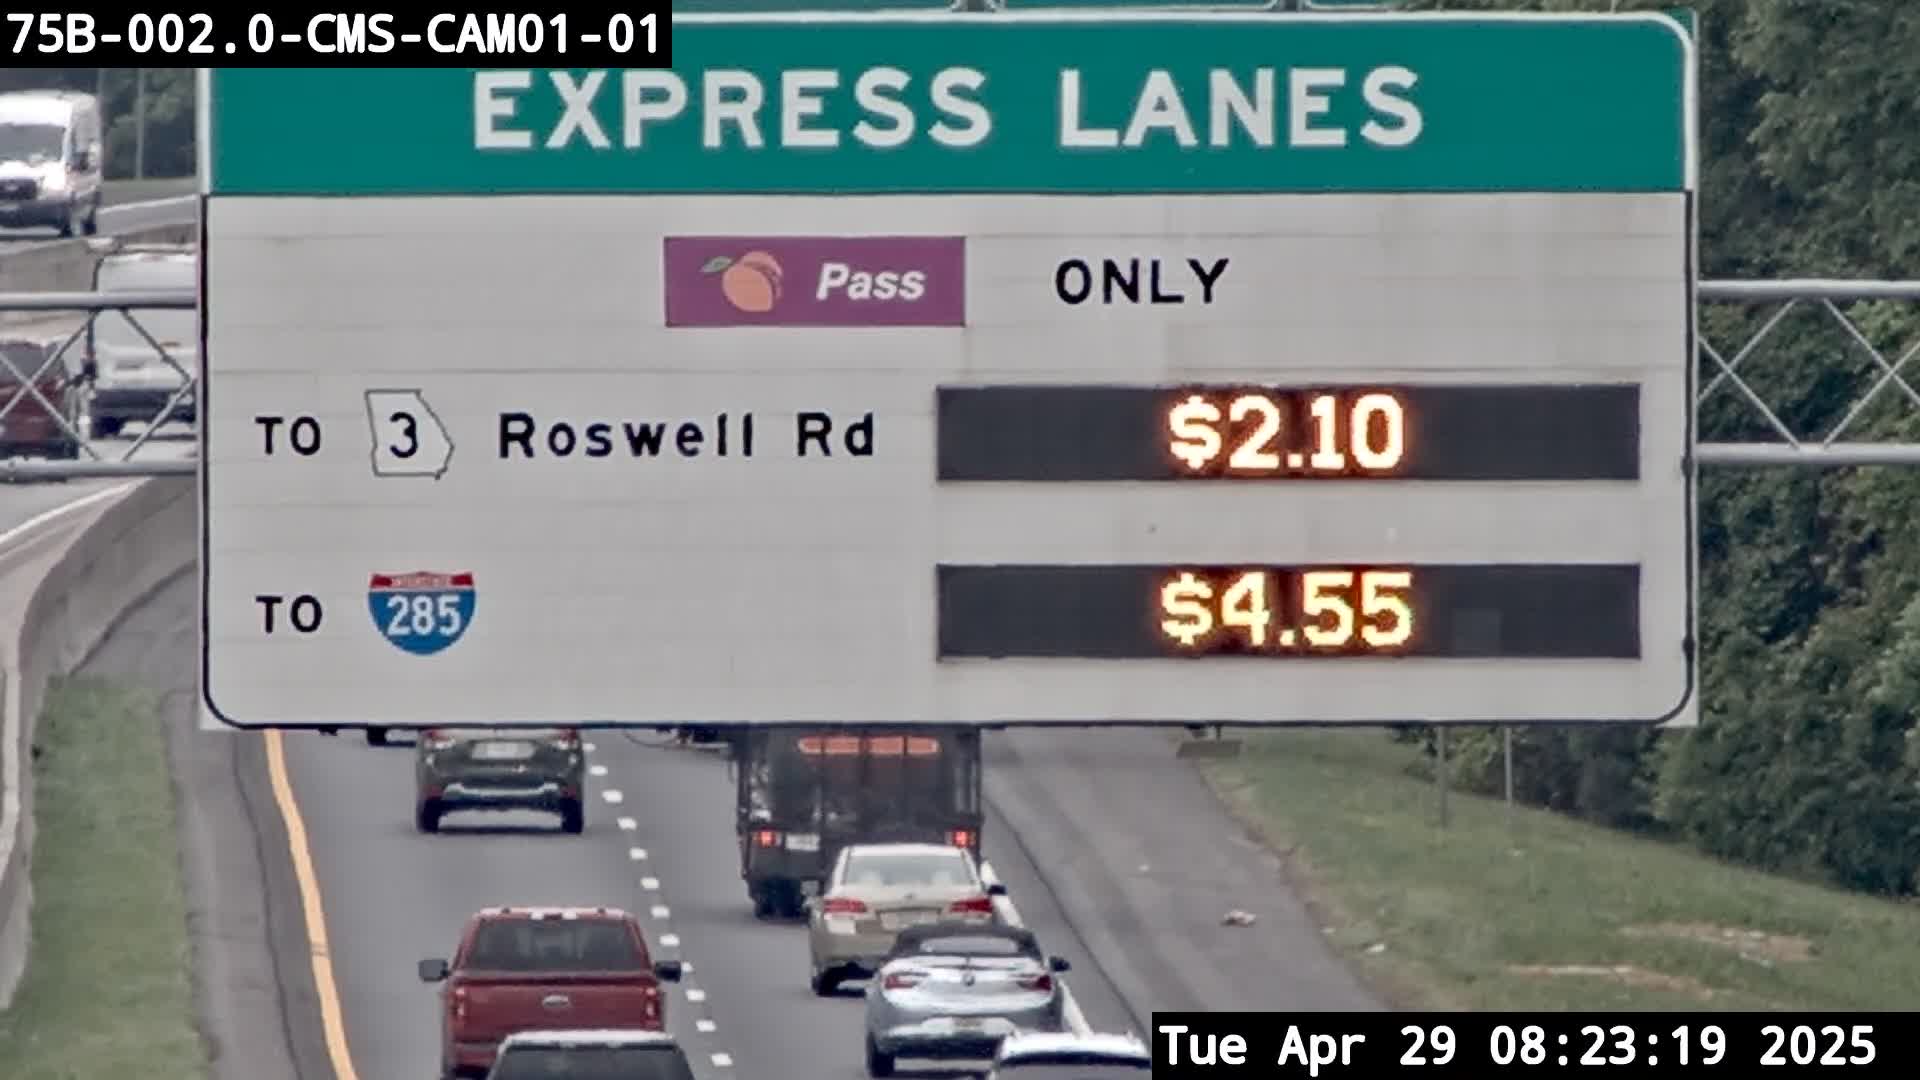 75B-002.0-CMS-CAM01-01
EXPRESS LANES
Pass ONLY
TO 3 Roswell Rd $2.10
TO INTERSTATE 285 $4.55
Tue Apr 29 08:23:19 2025